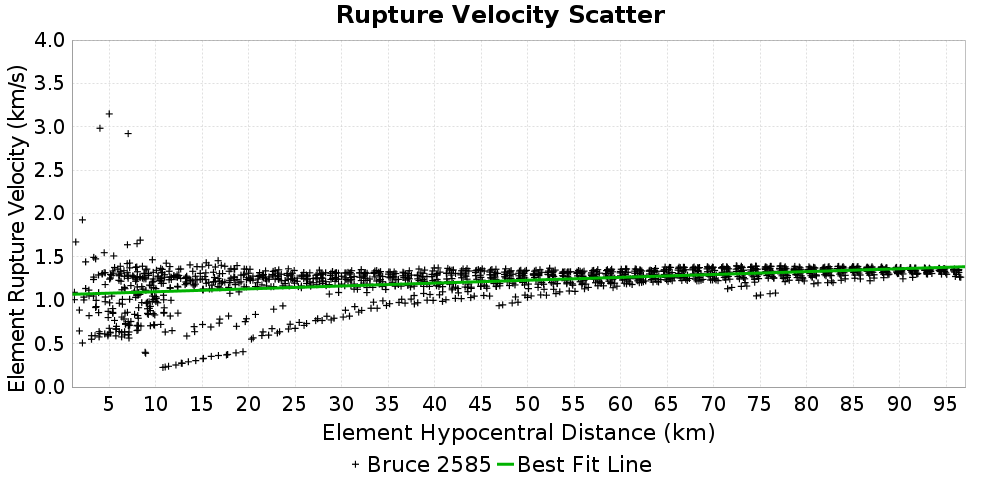 Rupture Velocity Scatter
Element Rupture Velocity (km/s)
4.0
3.5
3.0
2.5
2.0
1.5
1.0
0.5
0.0
5 10 15 20 25 30 35 40 45 50 55 60 65 70 75 80 85 90 95
Element Hypocentral Distance (km)
Bruce 2585 Best Fit Line